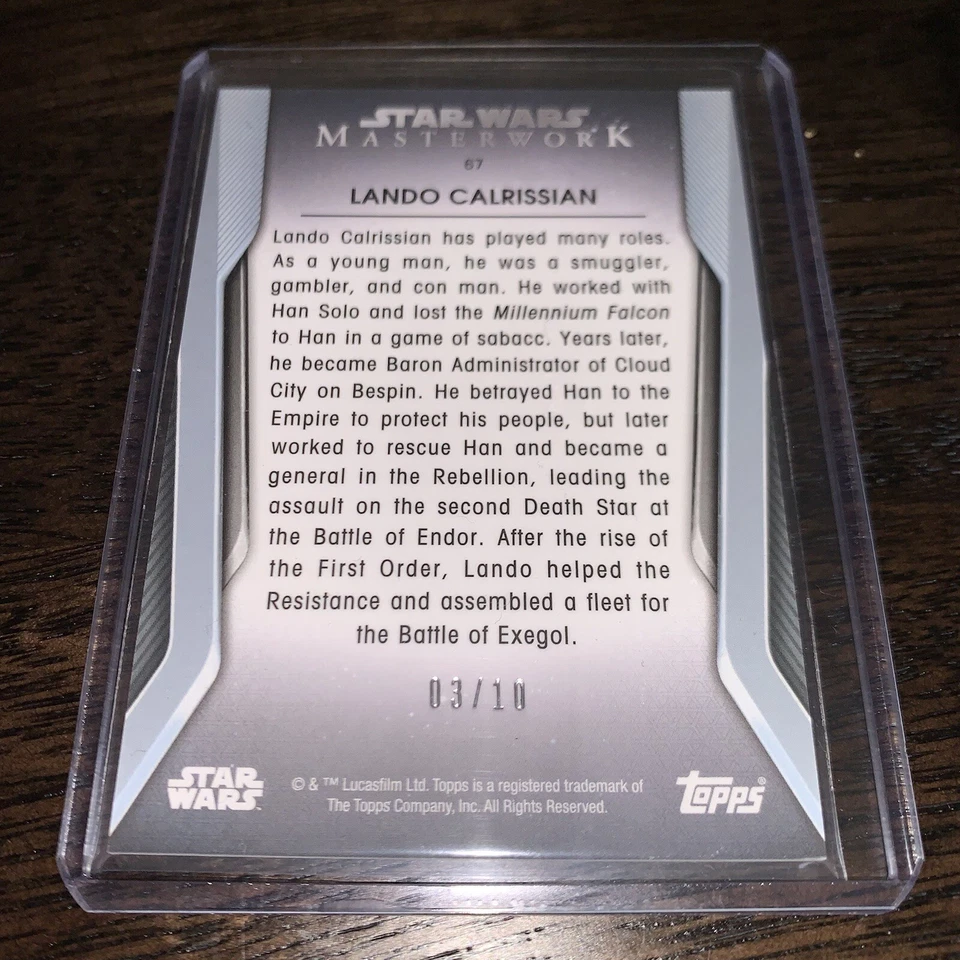 STAR WARS
MASTERWORK
67
LANDO CALRISSIAN
Lando Calrissian has played many roles.
As a young man, he was a smuggler,
gambler, and con man. He worked with
Han Solo and lost the Millennium Falcon
to Han in a game of sabacc. Years later,
he became Baron Administrator of Cloud
City on Bespin. He betrayed Han to the
Empire to protect his people, but later
worked to rescue Han and became a
general in the Rebellion, leading the
assault on the second Death Star at
the Battle of Endor. After the rise of
the First Order, Lando helped the
Resistance and assembled a fleet for
the Battle of Exegol.
03/10
STAR
WARS
© & ™ Lucasfilm Ltd. Topps is a registered trademark of
The Topps Company, Inc. All Rights Reserved.
Topps®